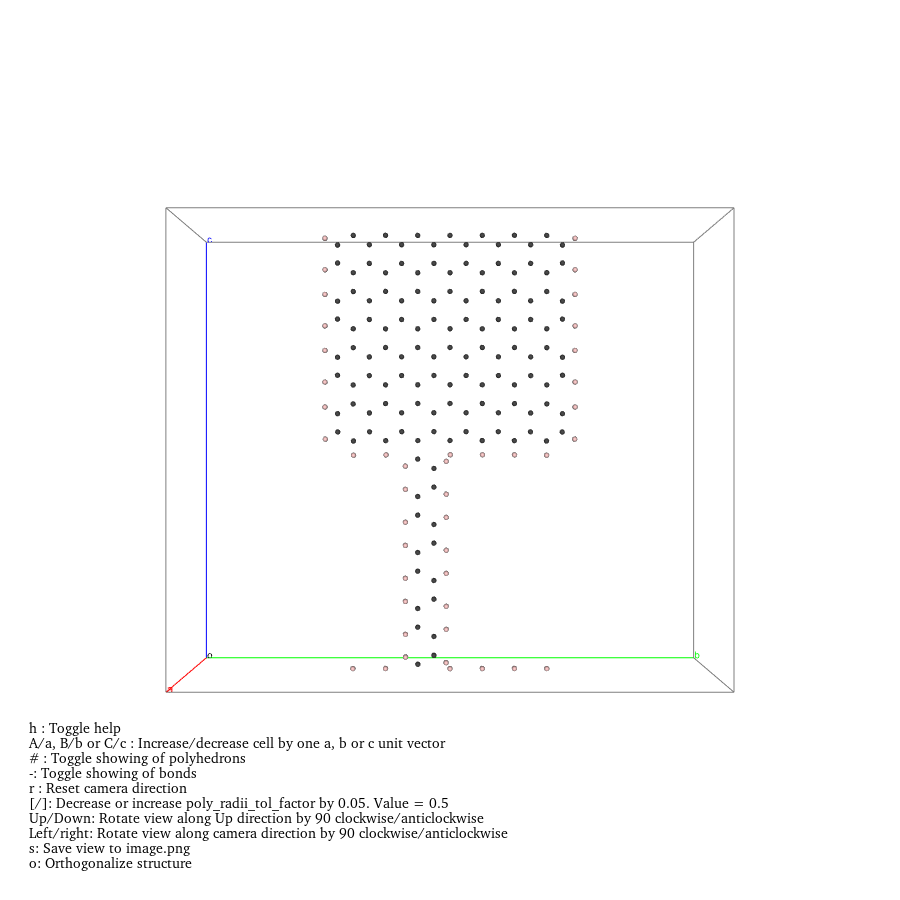 c
o
b
a
h : Toggle help
A/a, B/b or C/c : Increase/decrease cell by one a, b or c unit vector
# : Toggle showing of polyhedrons
-: Toggle showing of bonds
r : Reset camera direction
[/]: Decrease or increase poly_radii_tol_factor by 0.05. Value = 0.5
Up/Down: Rotate view along Up direction by 90 clockwise/anticlockwise
Left/right: Rotate view along camera direction by 90 clockwise/anticlockwise
s: Save view to image.png
o: Orthogonalize structure